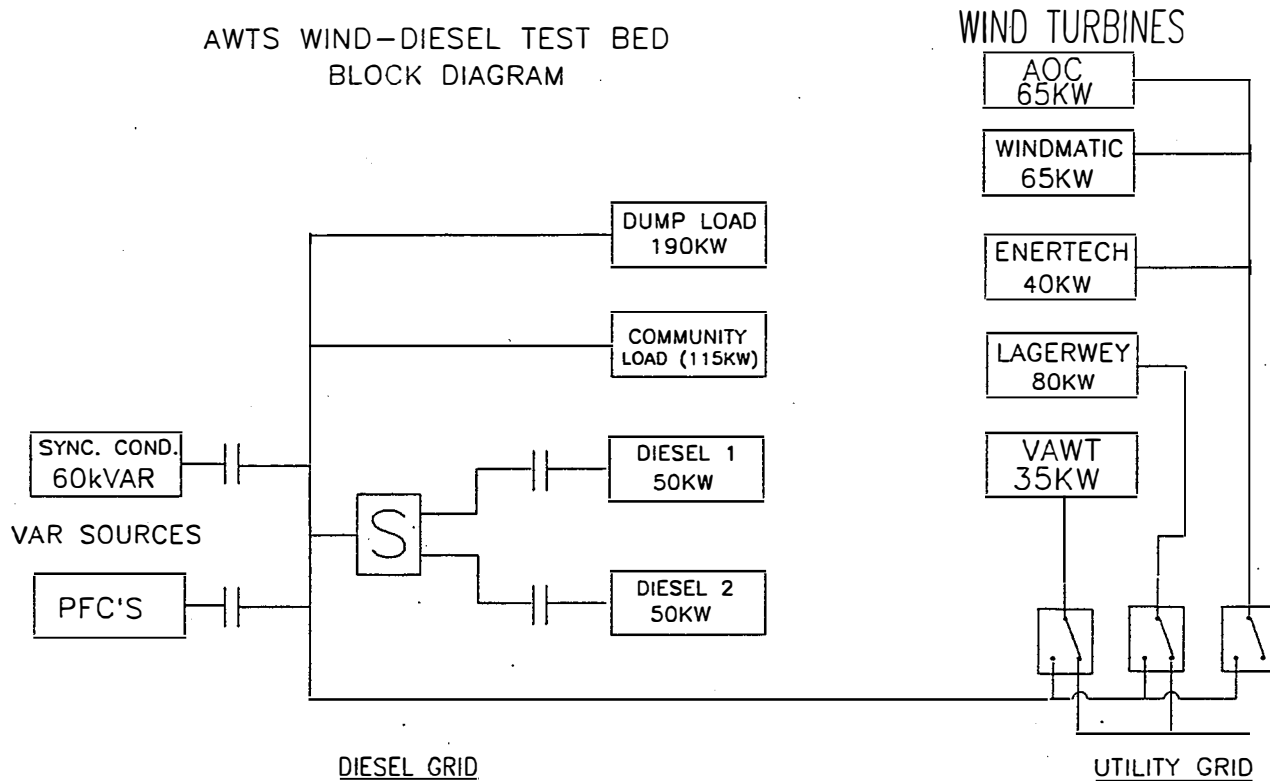 AWTS WIND-DIESEL TEST BED
BLOCK DIAGRAM
WIND TURBINES
AOC
65KW
WINDMATIC
65KW
ENERTECH
40KW
LAGERWEY
80KW
VAWT
35KW
DUMP LOAD
190KW
COMMUNITY
LOAD (115KW)
SYNC. COND.
60kVAR
VAR SOURCES
PFC'S
S
DIESEL 1
50KW
DIESEL 2
50KW
DIESEL GRID
UTILITY GRID